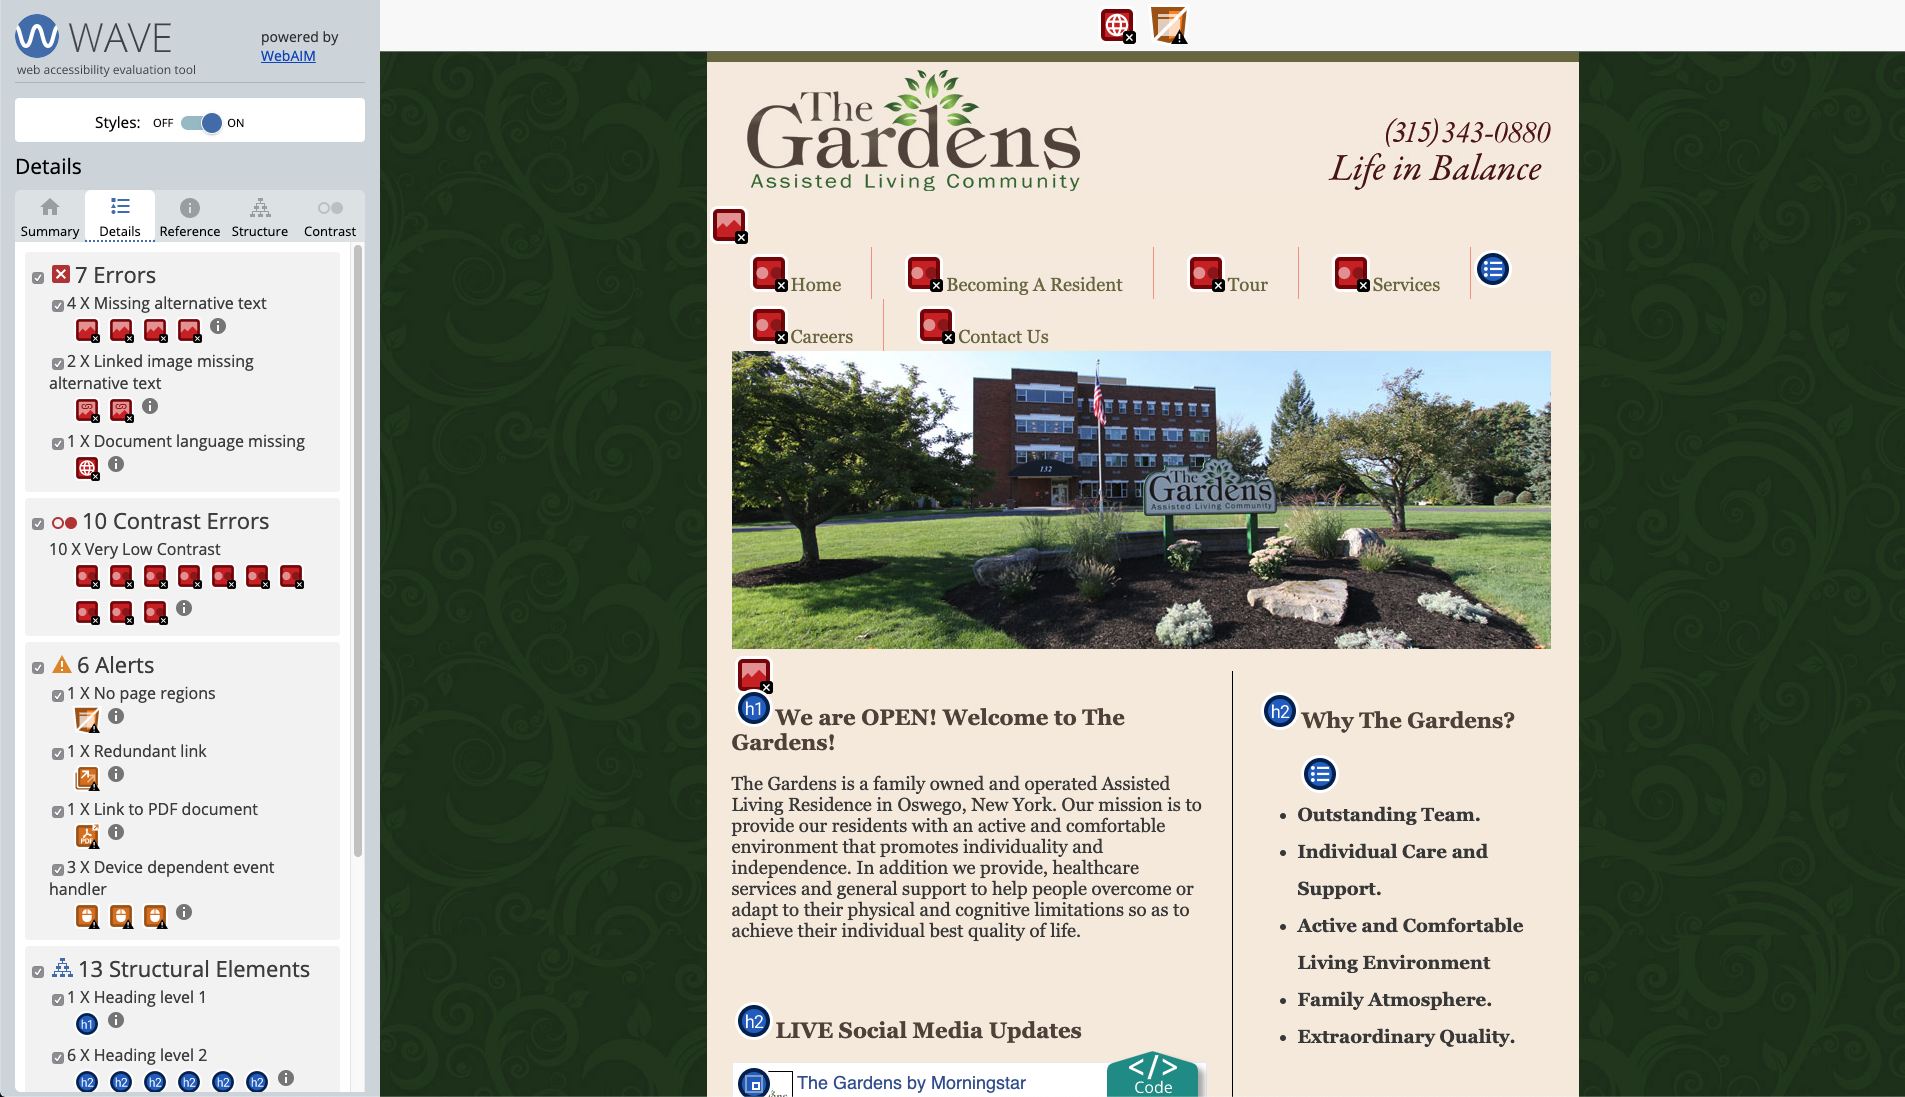 WAVE
web accessibility evaluation tool
powered by
WebAIM
Styles: OFF ON
Details
Summary Details Reference Structure Contrast
7 Errors
4 X Missing alternative text
2 X Linked image missing
alternative text
1 X Document language missing
10 Contrast Errors
10 X Very Low Contrast
6 Alerts
1 X No page regions
1 X Redundant link
1 X Link to PDF document
3 X Device dependent event
handler
13 Structural Elements
1 X Heading level 1
h1
6 X Heading level 2
h2 h2 h2 h2 h2 h2
The
Gardens
Assisted Living Community
(315)343-0880
Life in Balance
Home
Becoming A Resident
Tour
Services
Careers
Contact Us
132
The
Gardens
Assisted Living Community
h1 We are OPEN! Welcome to The
Gardens!
The Gardens is a family owned and operated Assisted
Living Residence in Oswego, New York. Our mission is to
provide our residents with an active and comfortable
environment that promotes individuality and
independence. In addition we provide, healthcare
services and general support to help people overcome or
adapt to their physical and cognitive limitations so as to
achieve their individual best quality of life.
h2 LIVE Social Media Updates
The Gardens by Morningstar
</>
Code
h2 Why The Gardens?
Outstanding Team.
Individual Care and
Support.
Active and Comfortable
Living Environment
Family Atmosphere.
Extraordinary Quality.